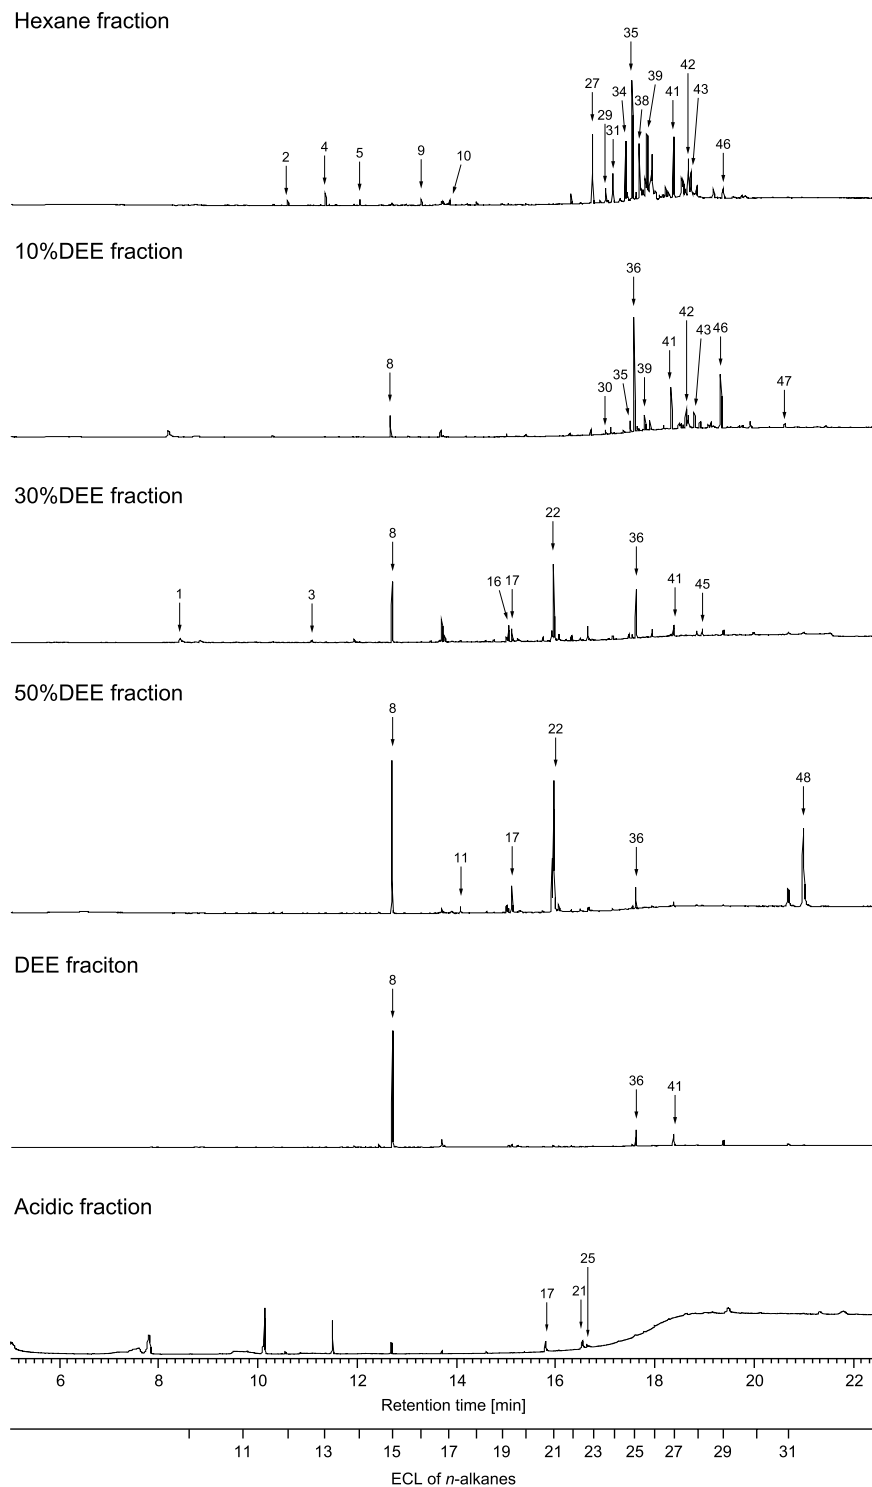 Hexane fraction
35
27 34 38 39 42
29 31 41 43
2 4 5 9 10 46
10%DEE fraction
36
42
8 30 35 39 41 43 46 47
30%DEE fraction
22
8 36
1 3 16 17 41 45
50%DEE fraction
8
22
48
11 17 36
DEE fraciton
8
36 41
Acidic fraction
25
17 21
6 8 10 12 14 16 18 20 22
Retention time [min]
11 13 15 17 19 21 23 25 27 29 31
ECL of n-alkanes